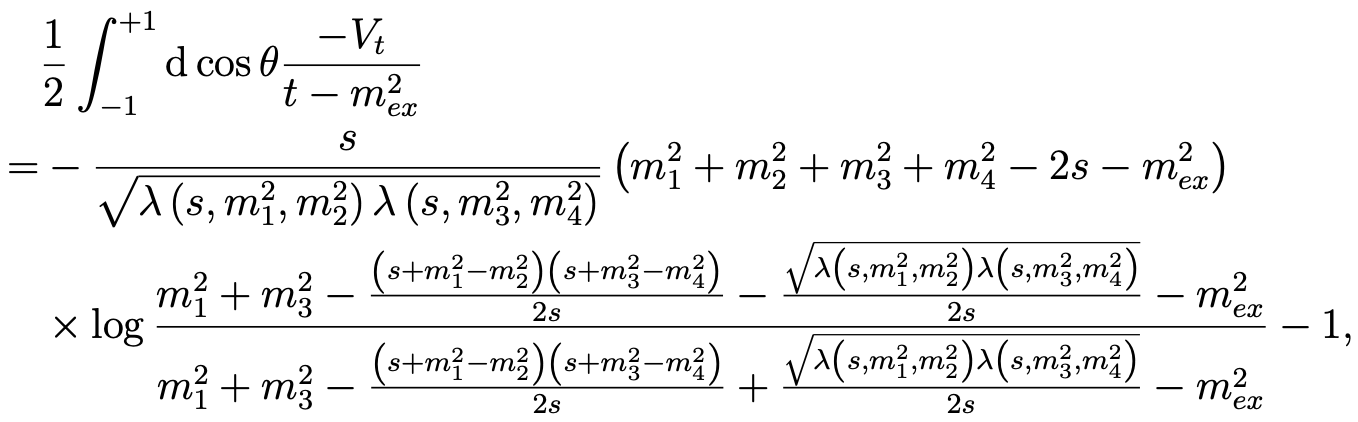 \frac{1}{2} \int_{-1}^{+1} \mathrm{d}\cos\theta \frac{-V_t}{t - m_{ex}^2}
= - \frac{s}{\sqrt{\lambda\left(s, m_1^2, m_2^2\right) \lambda\left(s, m_3^2, m_4^2\right)}} \left(m_1^2 + m_2^2 + m_3^2 + m_4^2 - 2s - m_{ex}^2\right)
\times \log \frac{m_1^2 + m_3^2 - \frac{\left(s + m_1^2 - m_2^2\right)\left(s + m_3^2 - m_4^2\right)}{2s} - \frac{\sqrt{\lambda\left(s, m_1^2, m_2^2\right) \lambda\left(s, m_3^2, m_4^2\right)}}{2s} - m_{ex}^2}{m_1^2 + m_3^2 - \frac{\left(s + m_1^2 - m_2^2\right)\left(s + m_3^2 - m_4^2\right)}{2s} + \frac{\sqrt{\lambda\left(s, m_1^2, m_2^2\right) \lambda\left(s, m_3^2, m_4^2\right)}}{2s} - m_{ex}^2} - 1,